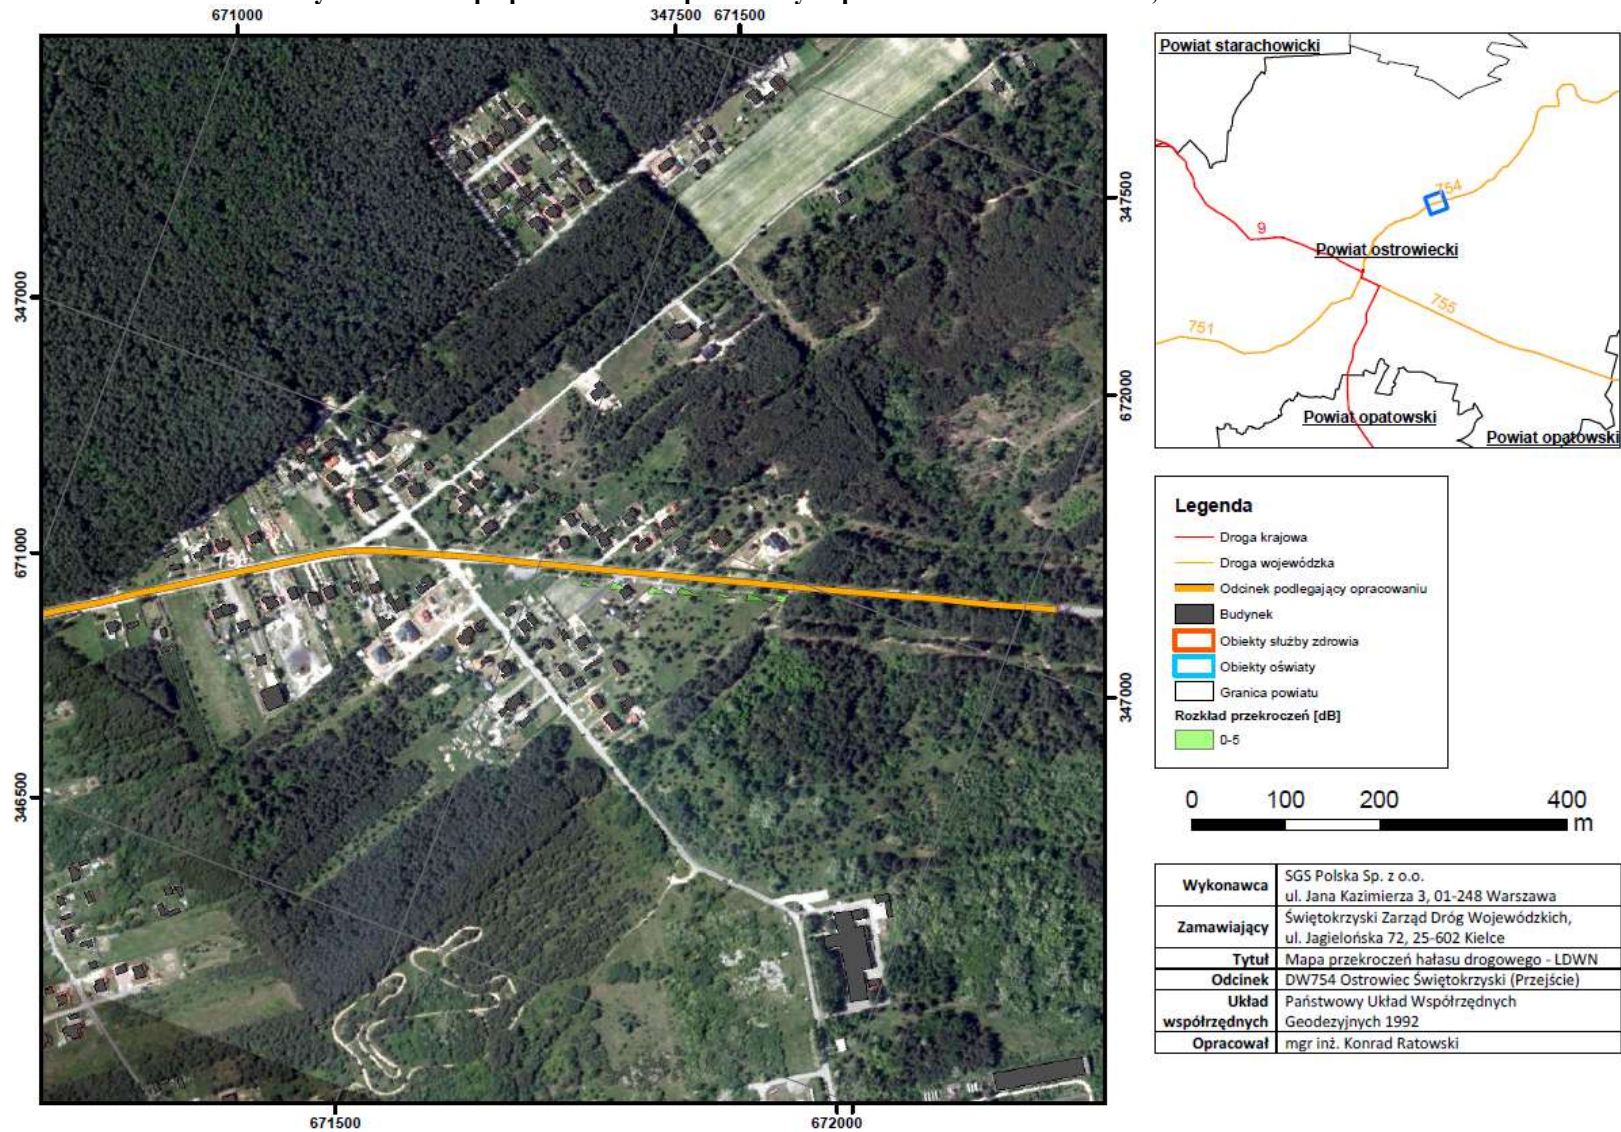 671000
347500
671500
347000
671000
346500
347500
672000
347000
671500
672000
Powiat starachowicki
754
9
Powiat ostrowiecki
755
751
Powiat opatowski
Powiat opatowski
Legenda
Droga krajowa
Droga wojewódzka
Odcinek podlegający opracowaniu
Budynek
Obiekty służby zdrowia
Obiekty oświaty
Granica powiatu
Rozkład przekroczeń [dB]
0-5
0 100 200 400
m
Wykonawca SGS Polska Sp. z o.o.
ul. Jana Kazimierza 3, 01-248 Warszawa
Zamawiający Świętokrzyski Zarząd Dróg Wojewódzkich,
ul. Jagielońska 72, 25-602 Kielce
Tytuł Mapa przekroczeń hałasu drogowego - LDWN
Odcinek DW754 Ostrowiec Świętokrzyski (Przejście)
Układ współrzędnych Państwowy Układ Współrzędnych
Geodezyjnych 1992
Opracował mgr inż. Konrad Ratowski